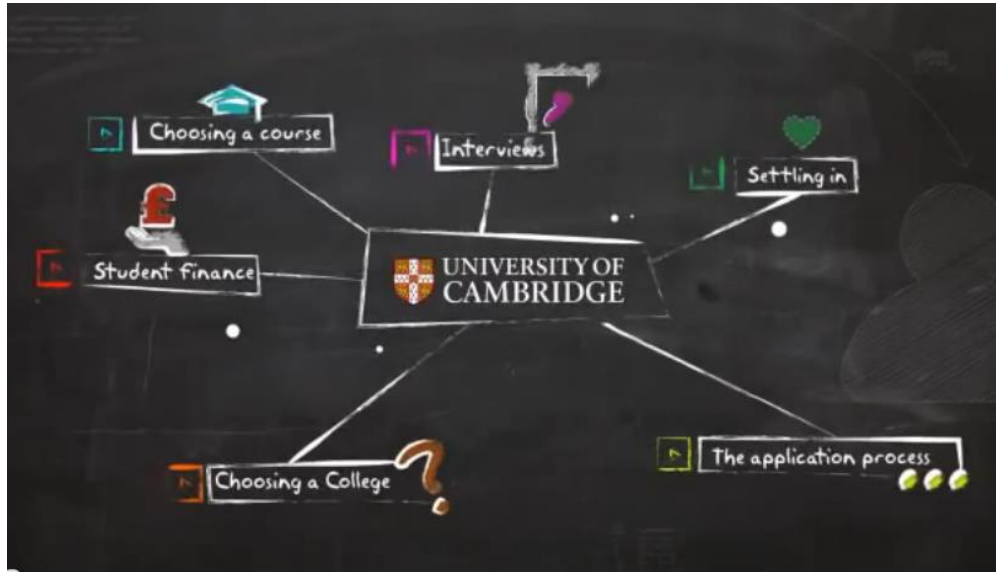 Choosing a course
Interviews
Settling in
Student finance
UNIVERSITY OF
CAMBRIDGE
Choosing a College
The application process